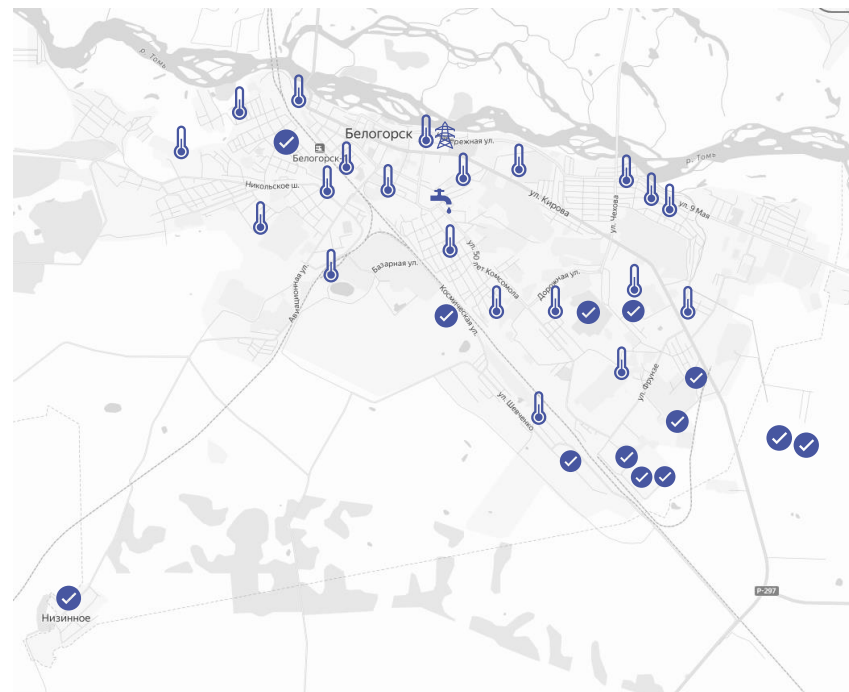 р. Томь
Белогорск
Белогорск
режная ул.
р. Томь
Никольское ш.
ул. Кирова
ул. Чехова
ул. 9 Мая
ул. 50
лет Комсомола
Базарная ул.
Дорожная ул.
Авиационная ул.
Космическая ул.
ул. Фрунзе
ул. Шевченко
Р-297
Низинное